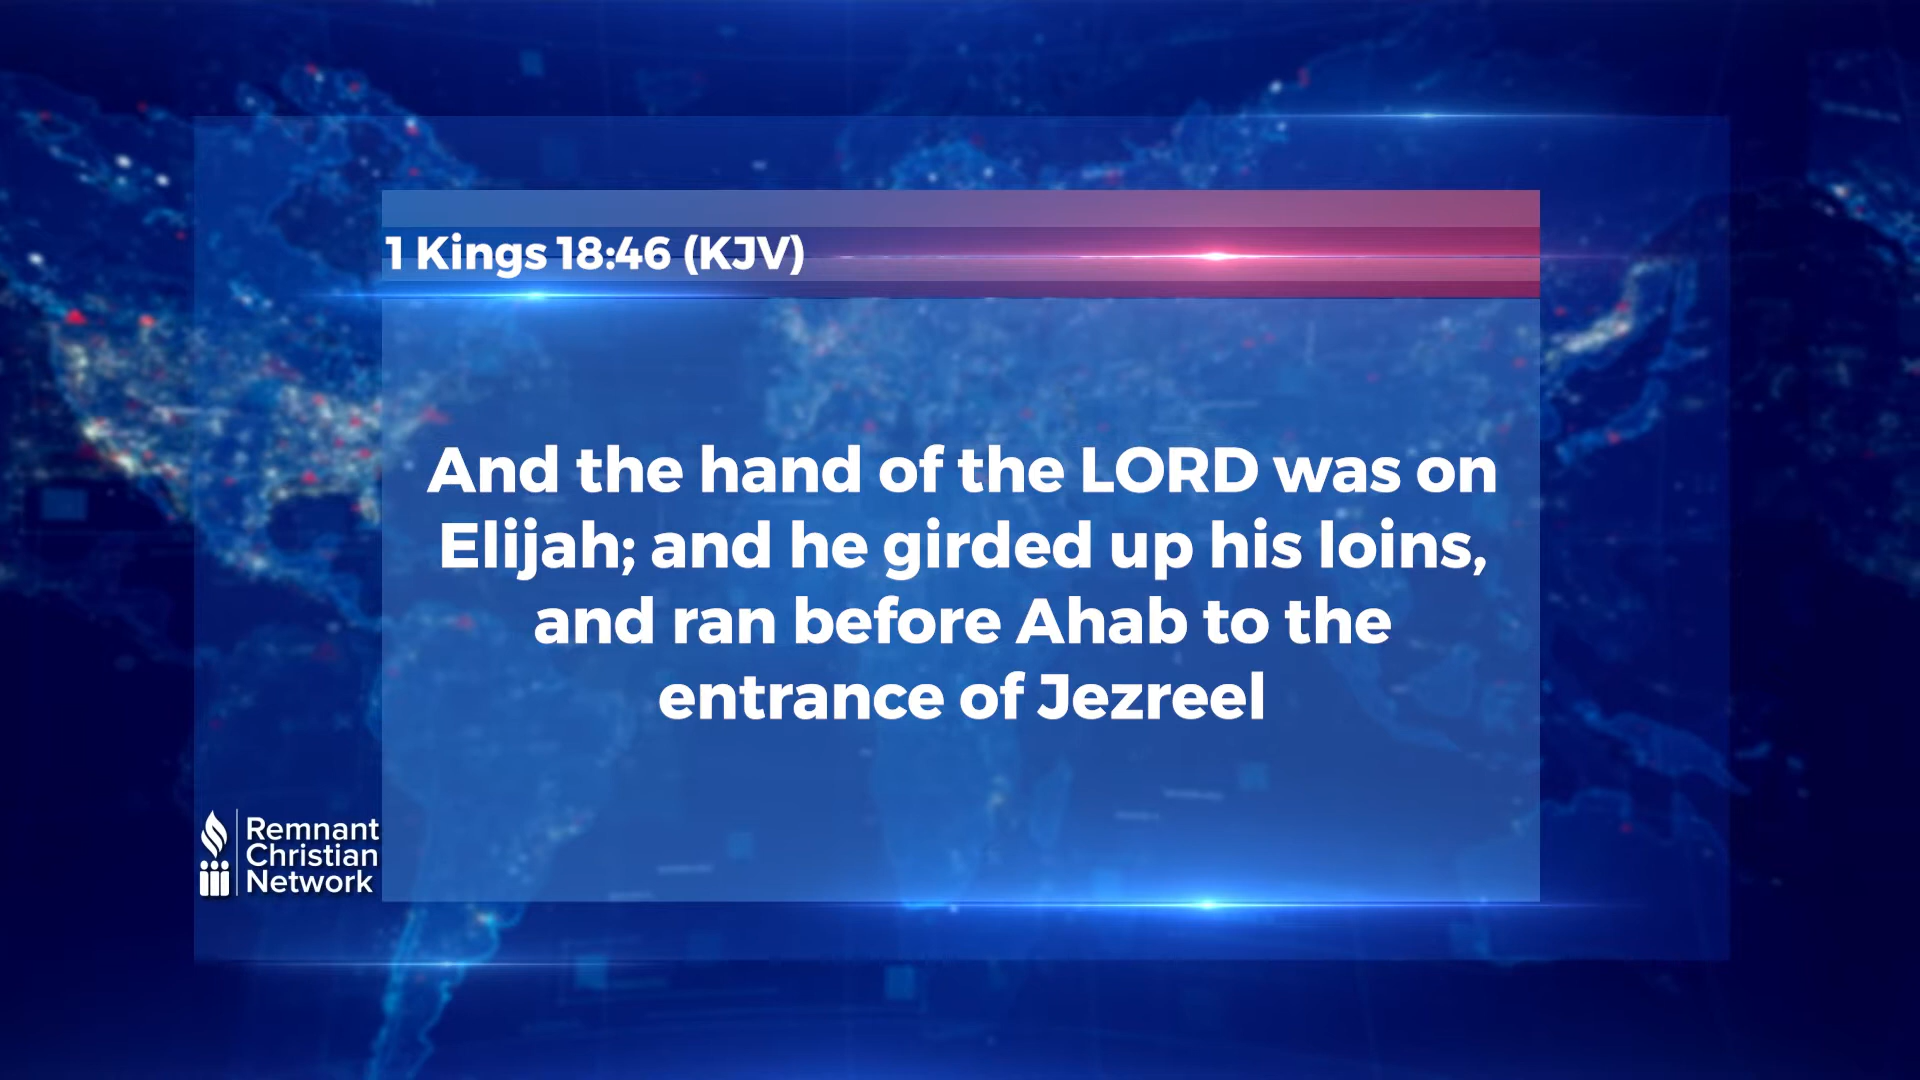 1 Kings 18:46 (KJV)
And the hand of the LORD was on
Elijah; and he girded up his loins,
and ran before Ahab to the
entrance of Jezreel
Remnant
Christian
Network